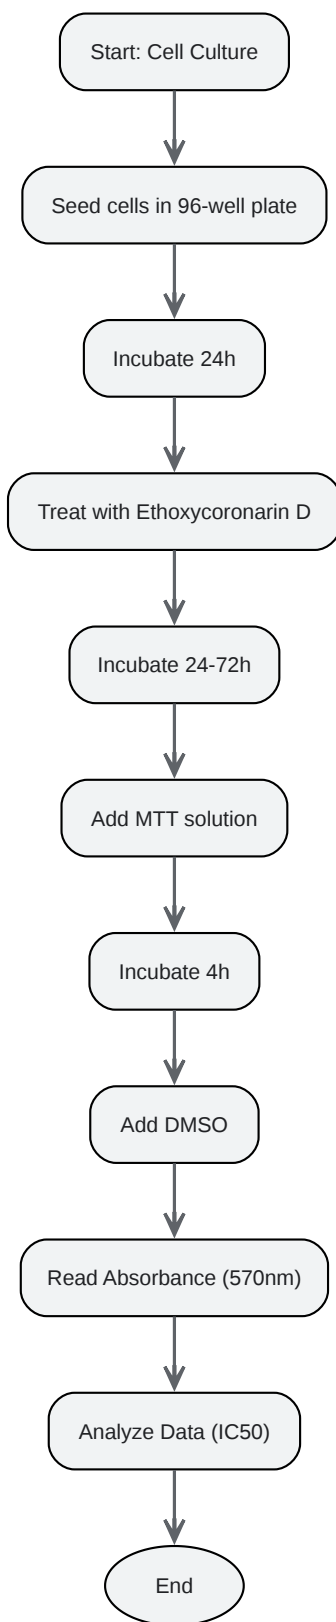 Start: Cell Culture
Seed cells in 96-well plate
Incubate 24h
Treat with Ethoxycoronarin D
Incubate 24-72h
Add MTT solution
Incubate 4h
Add DMSO
Read Absorbance (570nm)
Analyze Data (IC50)
End